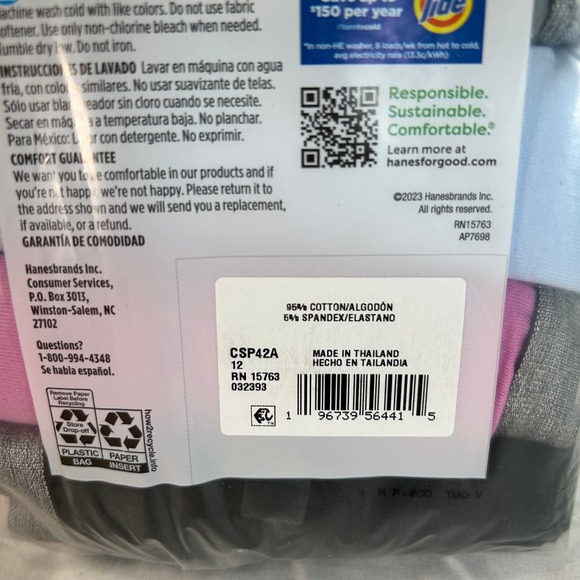 achine wash cold with like colors. Do not use fabric
oftener. Use only non-chlorine bleach when needed.
umble dry low. Do not iron.
INSTRUCCIONES DE LAVADO Lavar en máquina con agua
fría, con colores similares. No usar suavizante de telas.
Sólo usar blanqueador sin cloro cuando se necesite.
Secar en máquina a temperatura baja. No planchar.
Para México: Lavar con detergente. No exprimir.
COMFORT GUARANTEE
We want you to be comfortable in our products and if
you're not happy, we're not happy. Please return it to
the address shown and we will send you a replacement,
if available, or a refund.
GARANTÍA DE COMODIDAD
Hanesbrands Inc.
Consumer Services,
P.O. Box 3013,
Winston-Salem, NC
27102
Questions?
1-800-994-4348
Se habla español.
Remove Paper
Label Before
Recycling
Store
Drop-off
PLASTIC
BAG
PAPER
INSERT
how2recycle.info
$150 per year
#turntocold
*In non-HE washer, 8 loads/wk from hot to cold,
avg electricity rate (13.3c/kWh)
Tide
Responsible.
Sustainable.
Comfortable.®
Learn more at
hanesforgood.com
©2023 Hanesbrands Inc.
All rights reserved.
RN15763
AP7698
95% COTTON/ALGODÓN
5% SPANDEX/ELASTANO
CSP42A
12
RN 15763
032393
MADE IN THAILAND
HECHO EN TAILANDIA
1 96739 56441 5